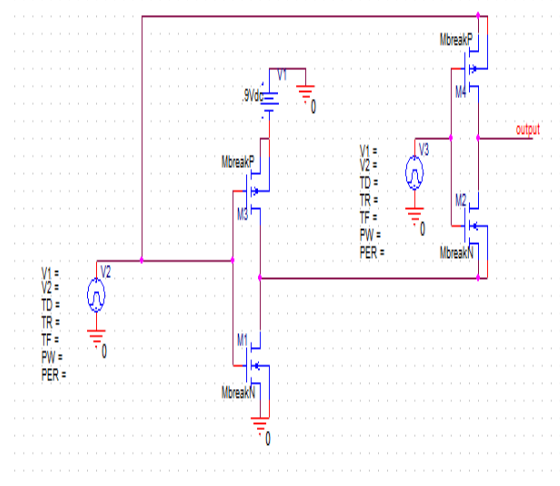 MbreakP
V1
.9Vdc
0
M4
output
V1 =
V2 =
TD =
TR =
TF =
PW =
PER =
V3
MbreakP
M3
M2
0
MbreakN
V1 =
V2 =
TD =
TR =
TF =
PW =
PER =
V2
0
M1
MbreakN
0